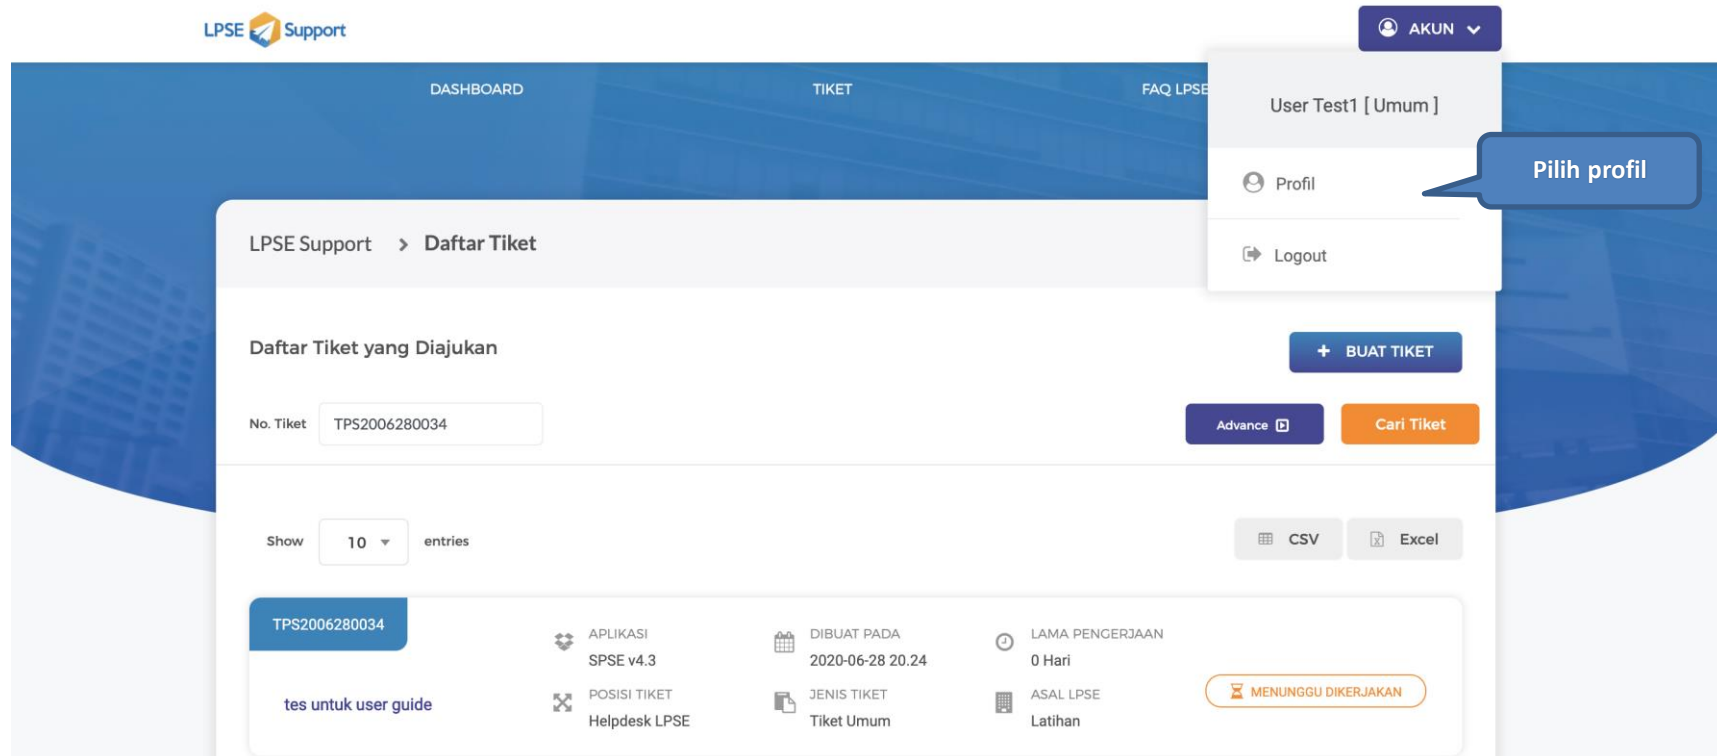 LPSE Support
AKUN
DASHBOARD
TIKET
FAQ LPSE
User Test1 [ Umum ]
Pilih profil
Profil
LPSE Support > Daftar Tiket
Logout
Daftar Tiket yang Diajukan
+ BUAT TIKET
No. Tiket
TPS2006280034
Advance
Cari Tiket
Show 10 entries
CSV
Excel
TPS2006280034
APLIKASI
SPSE v4.3
DIBUAT PADA
2020-06-28 20.24
LAMA PENGERJAAN
0 Hari
tes untuk user guide
POSISI TIKET
Helpdesk LPSE
JENIS TIKET
Tiket Umum
ASAL LPSE
Latihan
MENUNGGU DIKERJAKAN